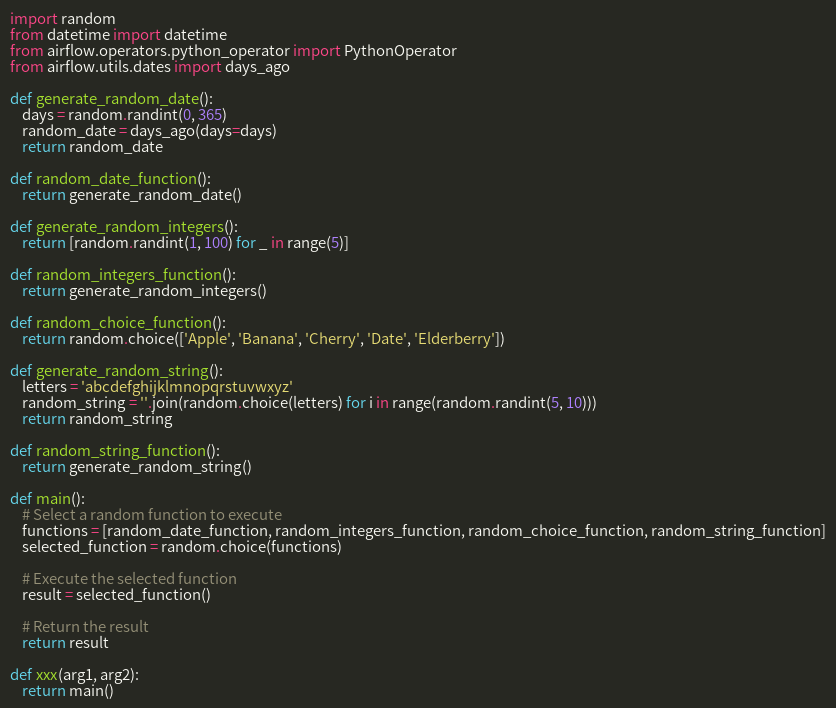 import random
from datetime import datetime
from airflow.operators.python_operator import PythonOperator
from airflow.utils.dates import days_ago

def generate_random_date():
    days = random.randint(0, 365)
    random_date = days_ago(days=days)
    return random_date

def random_date_function():
    return generate_random_date()

def generate_random_integers():
    return [random.randint(1, 100) for _ in range(5)]

def random_integers_function():
    return generate_random_integers()

def random_choice_function():
    return random.choice(['Apple', 'Banana', 'Cherry', 'Date', 'Elderberry'])

def generate_random_string():
    letters = 'abcdefghijklmnopqrstuvwxyz'
    random_string = ''.join(random.choice(letters) for i in range(random.randint(5, 10)))
    return random_string

def random_string_function():
    return generate_random_string()

def main():
    # Select a random function to execute
    functions = [random_date_function, random_integers_function, random_choice_function, random_string_function]
    selected_function = random.choice(functions)

    # Execute the selected function
    result = selected_function()

    # Return the result
    return result

def xxx(arg1, arg2):
    return main()